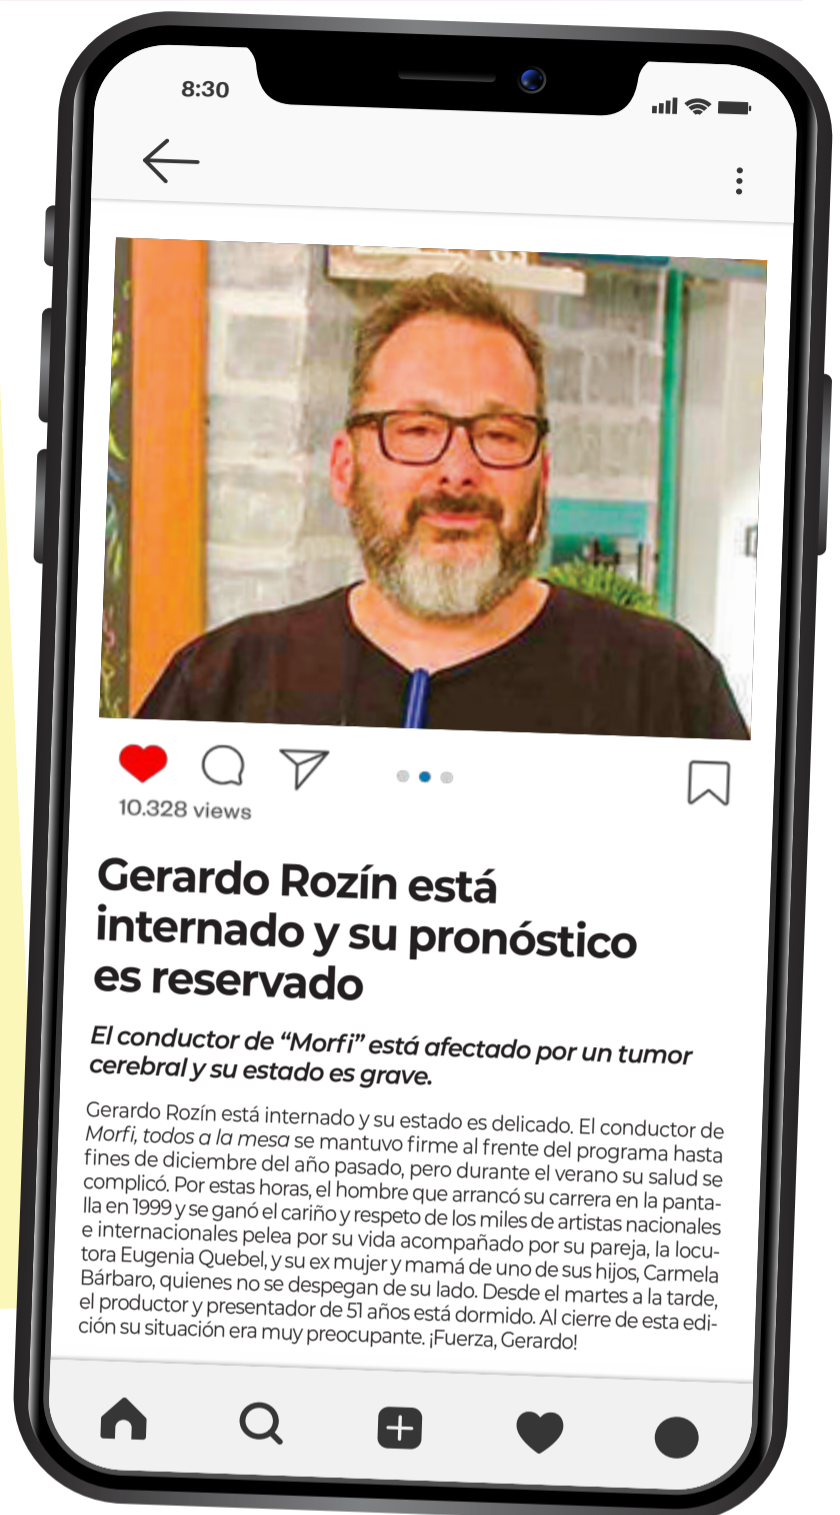 8:30
10.328 views
Gerardo Rozín está
internado y su pronóstico
es reservado
El conductor de “Morfi” está afectado por un tumor
cerebral y su estado es grave.
Gerardo Rozín está internado y su estado es delicado. El conductor de
Morfi, todos a la mesa se mantuvo firme al frente del programa hasta
fines de diciembre del año pasado, pero durante el verano su salud se
complicó. Por estas horas, el hombre que arrancó su carrera en la panta-
lla en 1999 y se ganó el cariño y respeto de los miles de artistas nacionales
e internacionales pelea por su vida acompañado por su pareja, la locu-
tora Eugenia Quebel, y su ex mujer y mamá de uno de sus hijos, Carmela
Bárbaro, quienes no se despegan de su lado. Desde el martes a la tarde,
el productor y presentador de 51 años está dormido. Al cierre de esta edi-
ción su situación era muy preocupante. ¡Fuerza, Gerardo!